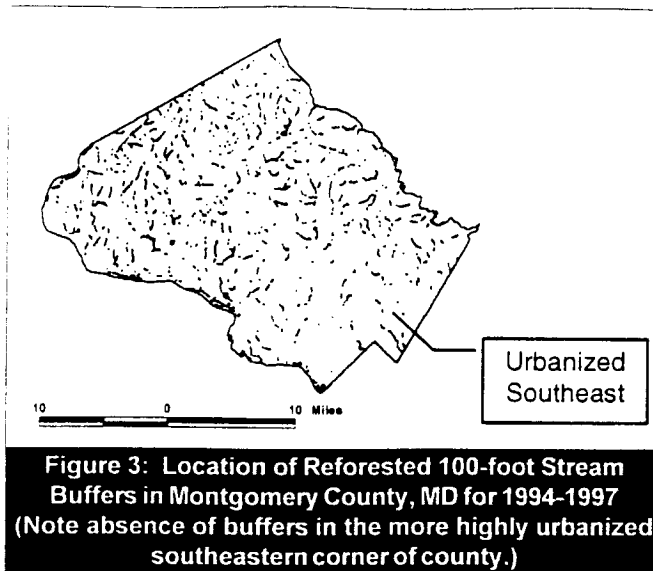 Urbanized
Southeast
10 0 10 Miles
Figure 3: Location of Reforested 100-foot Stream
Buffers in Montgomery County, MD for 1994-1997
(Note absence of buffers in the more highly urbanized
southeastern corner of county.)